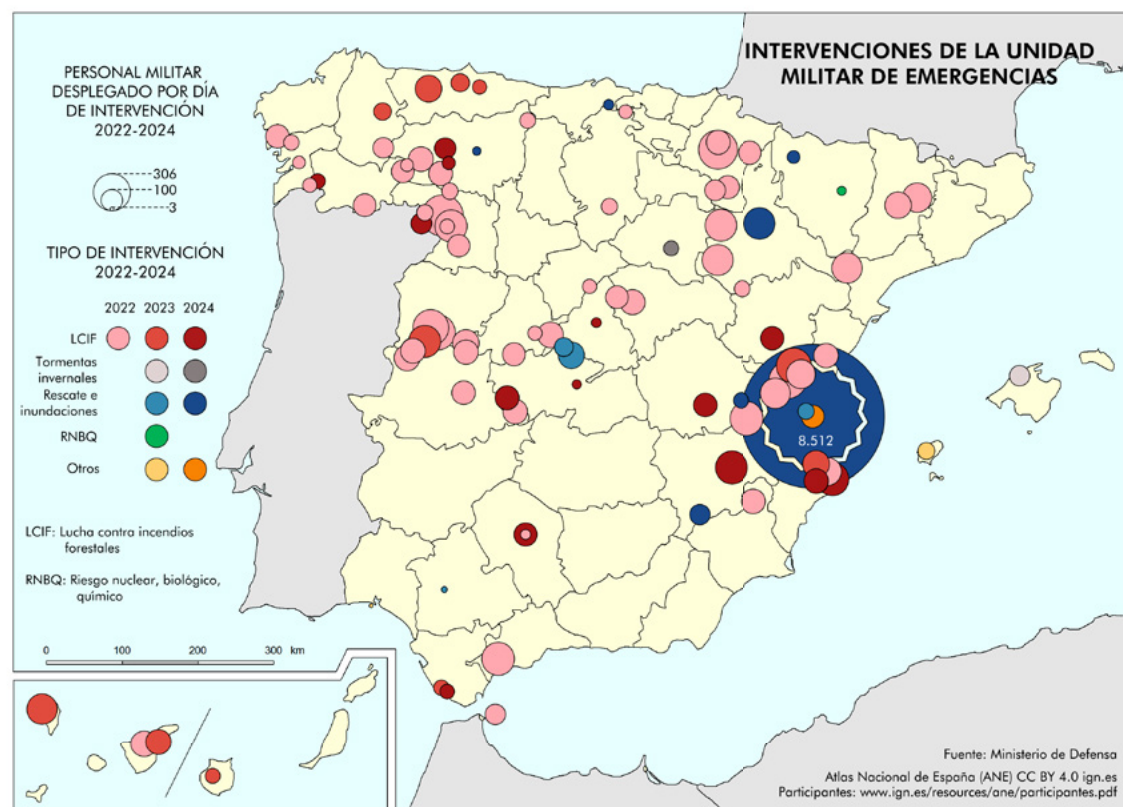 INTERVENCIONES DE LA UNIDAD
MILITAR DE EMERGENCIAS
PERSONAL MILITAR
DESPLEGADO POR DÍA
DE INTERVENCIÓN
2022-2024
306
100
3
TIPO DE INTERVENCIÓN
2022-2024
2022 2023 2024
LCIF
Tormentas
invernales
Rescate e
inundaciones
RNBQ
Otros
LCIF: Lucha contra incendios
forestales
RNBQ: Riesgo nuclear, biológico,
químico
0 100 200 300 km
8.512
Fuente: Ministerio de Defensa
Atlas Nacional de España (ANE) CC BY 4.0 ign.es
Participantes: www.ign.es/resources/ane/participantes.pdf